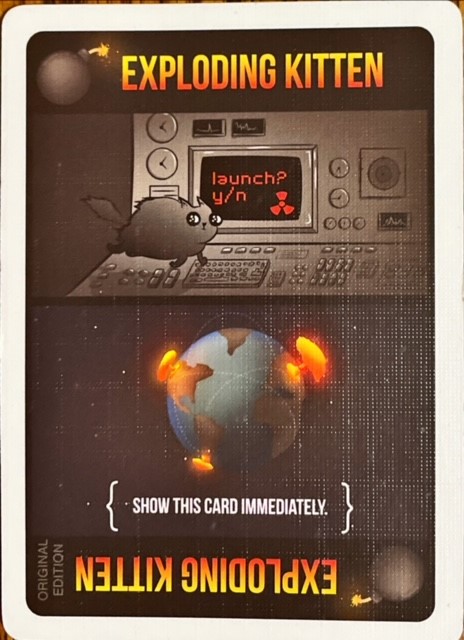 EXPLODING KITTEN
launch?
y/n
SHOW THIS CARD IMMEDIATELY.
ORIGINAL
EDITION
EXPLODING KITTEN